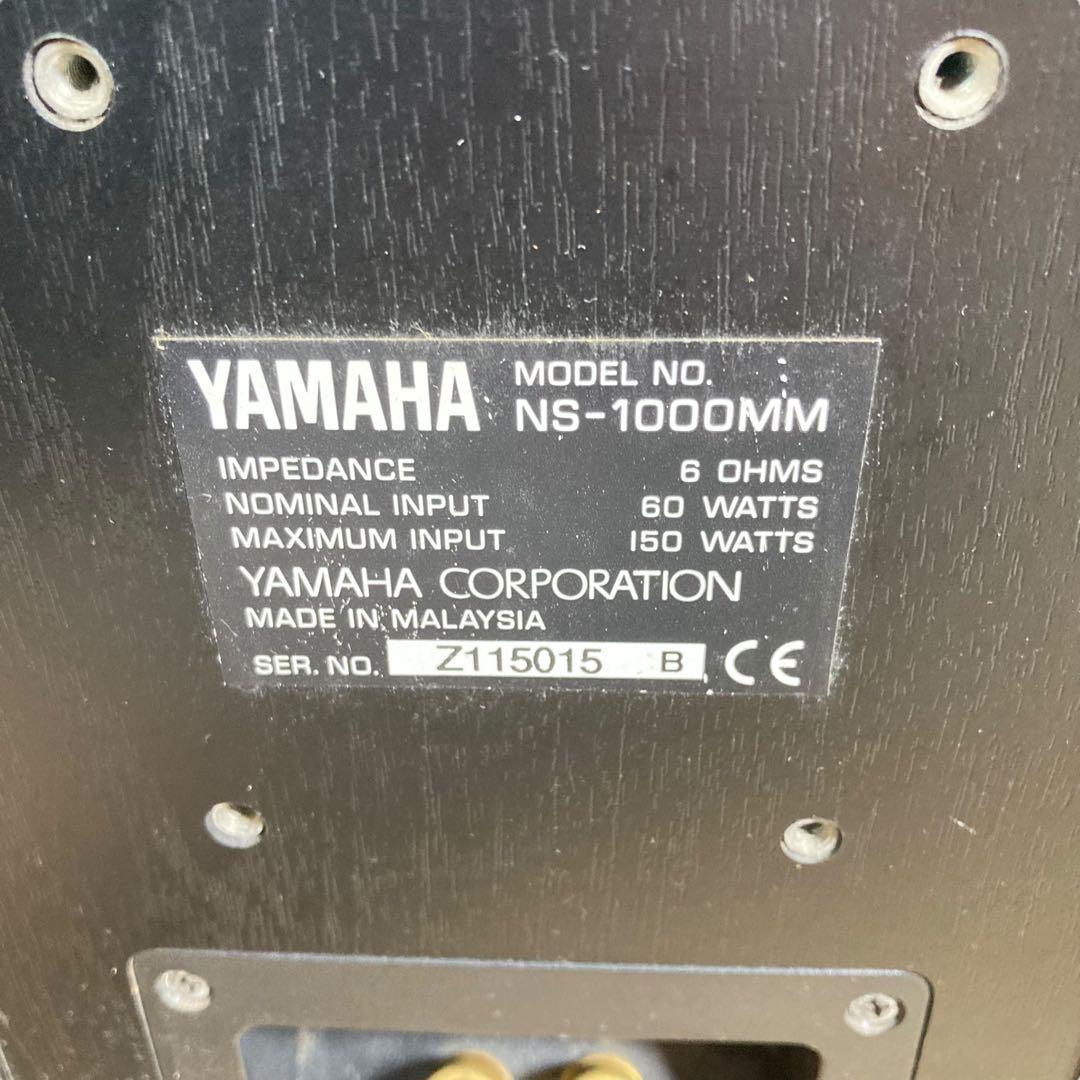 YAMAHA MODEL NO.
NS-1000MM
IMPEDANCE 6 OHMS
NOMINAL INPUT 60 WATTS
MAXIMUM INPUT 150 WATTS
YAMAHA CORPORATION
MADE IN MALAYSIA
SER. NO. Z115015 B CE